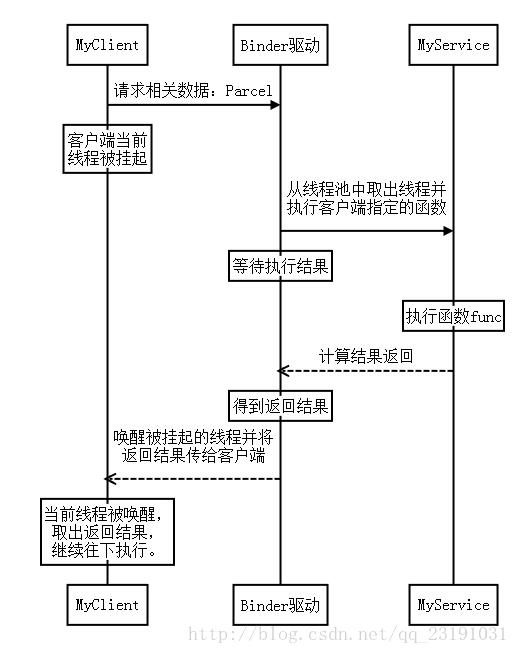 MyClient
Binder驱动
MyService
请求相关数据：Parcel
客户端当前
线程被挂起
从线程池中取出线程并
执行客户端指定的函数
等待执行结果
执行函数func
计算结果返回
得到返回结果
唤醒被挂起的线程并将
返回结果传给客户端
当前线程被唤醒，
取出返回结果，
继续往下执行。
MyClient
Binder驱动
MyService
http://blog.csdn.net/qq_23191031